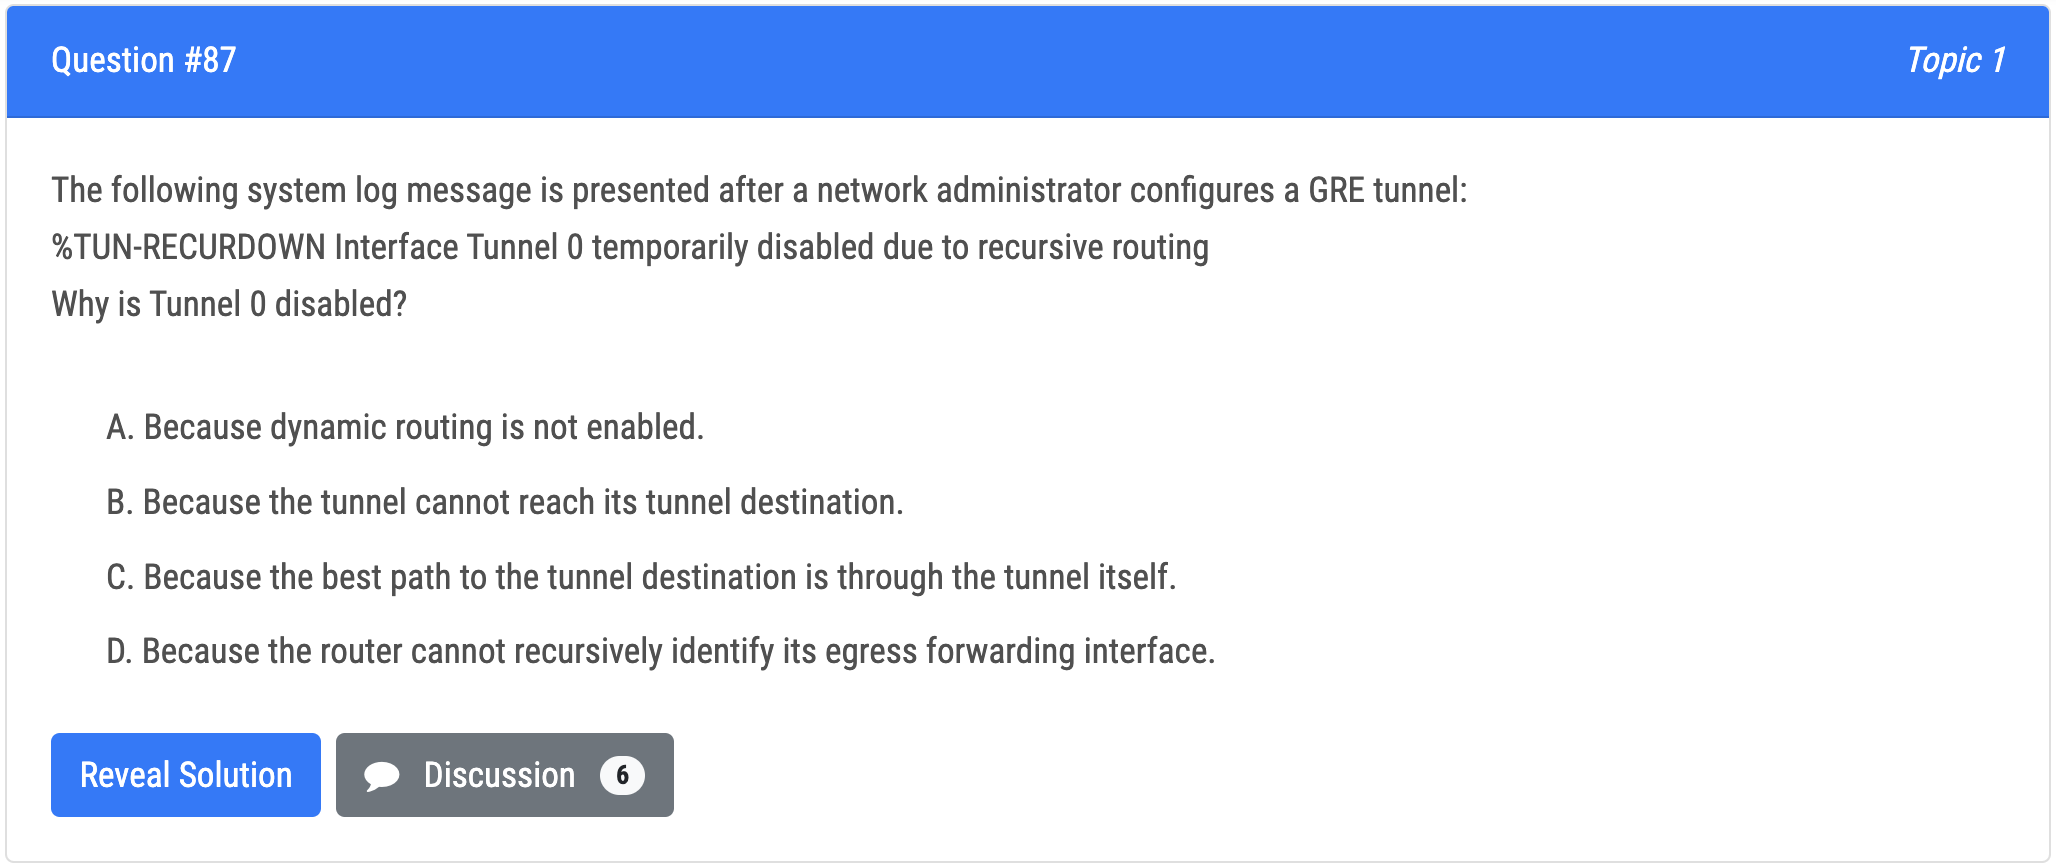 Question #87
Topic 1
The following system log message is presented after a network administrator configures a GRE tunnel:
%TUN-RECURDOWN Interface Tunnel 0 temporarily disabled due to recursive routing
Why is Tunnel 0 disabled?
A. Because dynamic routing is not enabled.
B. Because the tunnel cannot reach its tunnel destination.
C. Because the best path to the tunnel destination is through the tunnel itself.
D. Because the router cannot recursively identify its egress forwarding interface.
Reveal Solution
Discussion 6